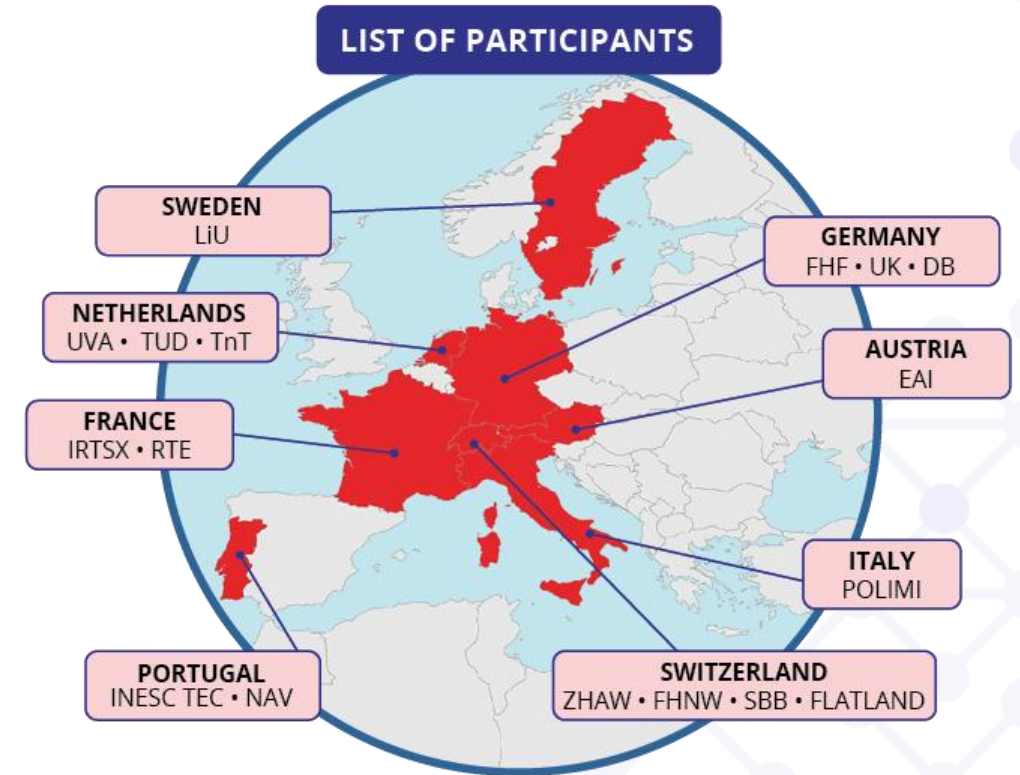 LIST OF PARTICIPANTS
SWEDEN
LiU
GERMANY
FHF • UK • DB
NETHERLANDS
UVA • TUD • TnT
AUSTRIA
EAI
FRANCE
IRTSX • RTE
ITALY
POLIMI
PORTUGAL
INESC TEC • NAV
SWITZERLAND
ZHAW • FHNW • SBB • FLATLAND